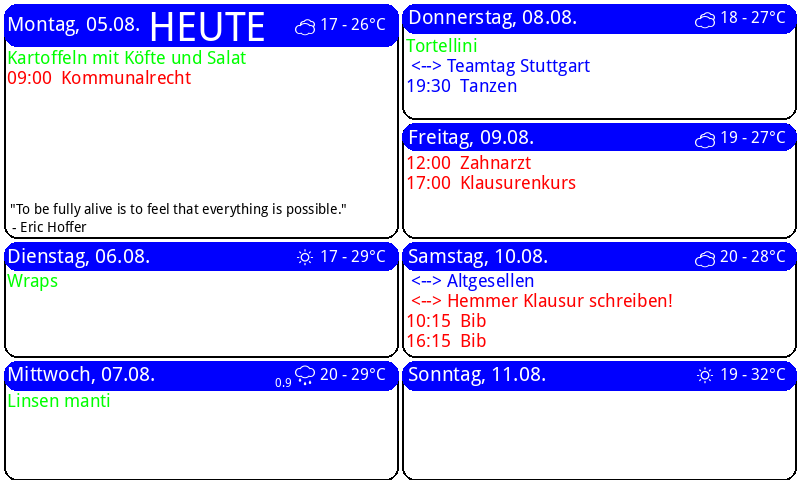 Montag, 05.08. HEUTE 17 - 26°C
Kartoffeln mit Köfte und Salat
09:00 Kommunalrecht
"To be fully alive is to feel that everything is possible."
- Eric Hoffer
Dienstag, 06.08. 17 - 29°C
Wraps
Mittwoch, 07.08. 0.9 20 - 29°C
Linsen manti
Donnerstag, 08.08. 18 - 27°C
Tortellini
<--> Teamtag Stuttgart
19:30 Tanzen
Freitag, 09.08. 19 - 27°C
12:00 Zahnarzt
17:00 Klausurenkurs
Samstag, 10.08. 20 - 28°C
<--> Altgesellen
<--> Hemmer Klausur schreiben!
10:15 Bib
16:15 Bib
Sonntag, 11.08. 19 - 32°C